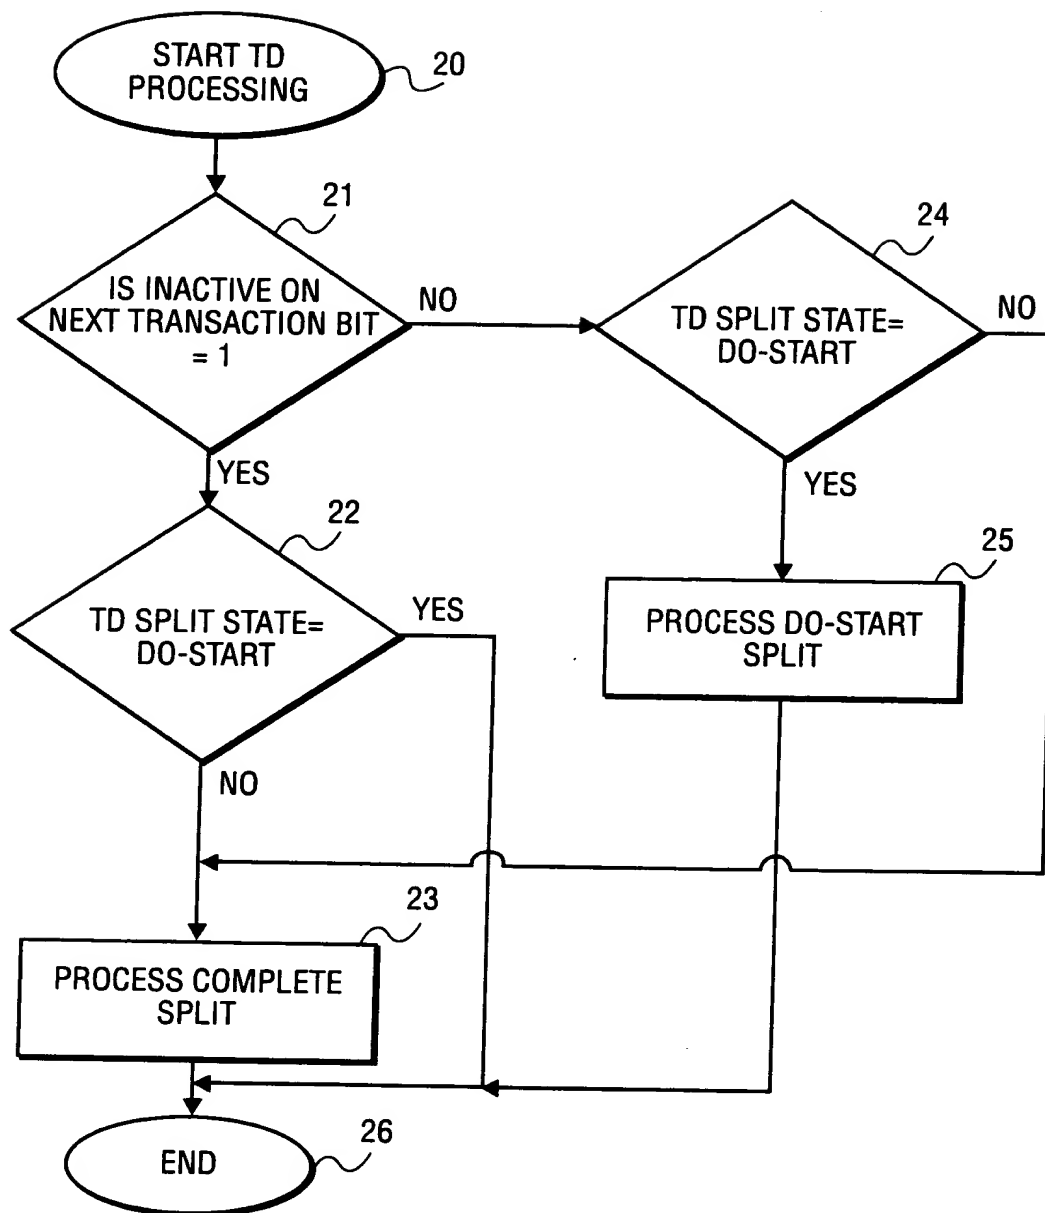 START TD
PROCESSING
20
21
IS INACTIVE ON
NEXT TRANSACTION BIT
= 1
NO
24
TD SPLIT STATE=
DO-START
NO
YES
YES
22
TD SPLIT STATE=
DO-START
YES
25
PROCESS DO-START
SPLIT
NO
23
PROCESS COMPLETE
SPLIT
26
END